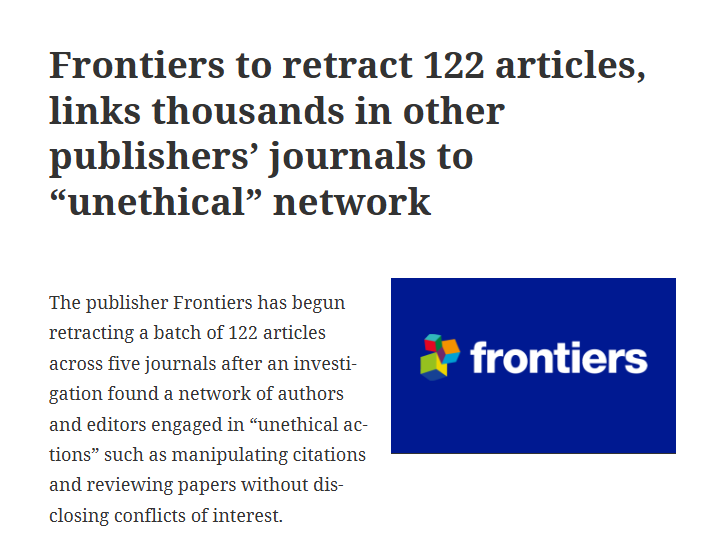 Frontiers to retract 122 articles,
links thousands in other
publishers’ journals to
“unethical” network
The publisher Frontiers has begun
retracting a batch of 122 articles
across five journals after an investi-
gation found a network of authors
and editors engaged in “unethical ac-
tions” such as manipulating citations
and reviewing papers without dis-
closing conflicts of interest.
frontiers